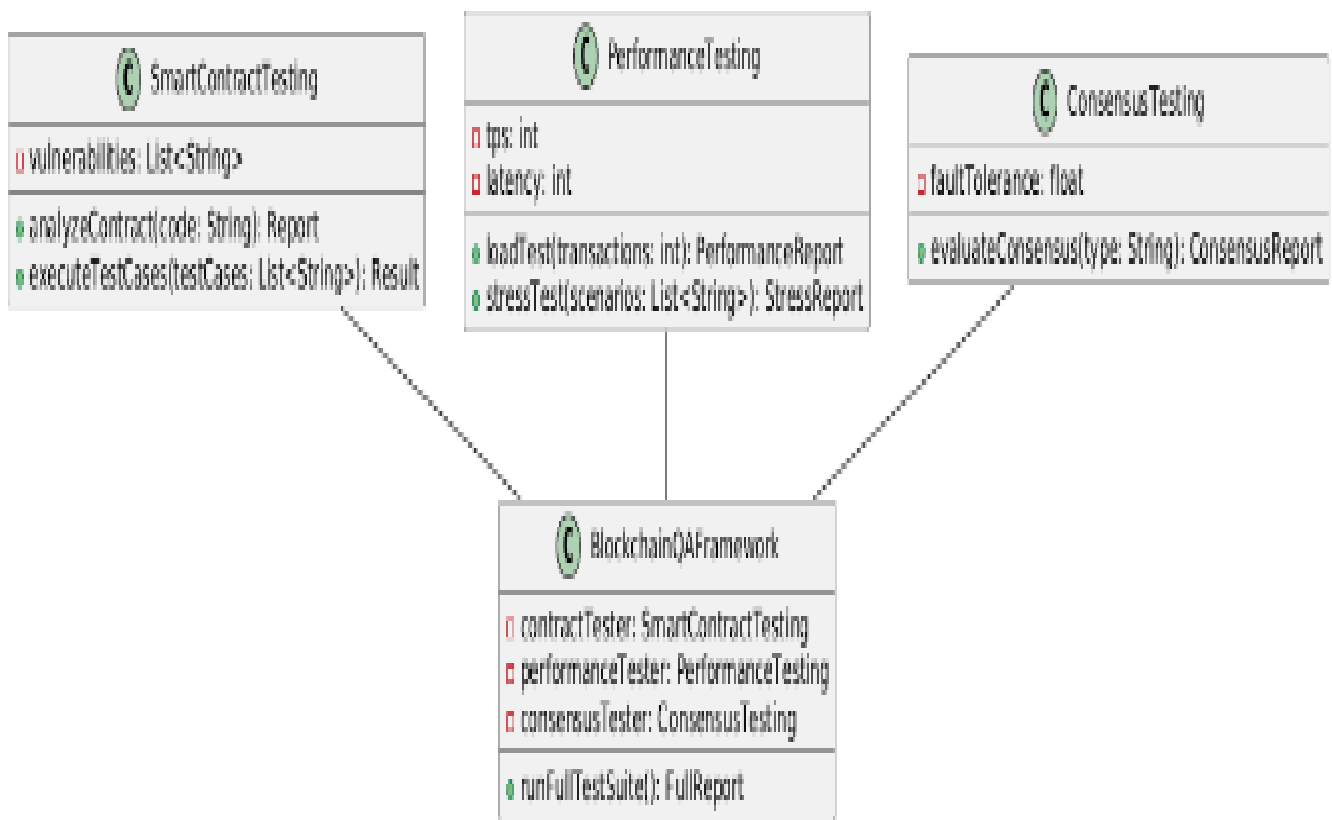 C SmartContractTesting
vulnerabilities: List<String>
analyzeContract(code: String): Report
executeTestCases(testCases: List<String>): Result
C PerformanceTesting
tps: int
latency: int
loadTest(transactions: int): PerformanceReport
stressTest(scenarios: List<String>): StressReport
C ConsensusTesting
faultTolerance: float
evaluateConsensus(type: String): ConsensusReport
C BlockchainQAFramework
contractTester: SmartContractTesting
performanceTester: PerformanceTesting
consensusTester: ConsensusTesting
runFullTestSuite(): FullReport